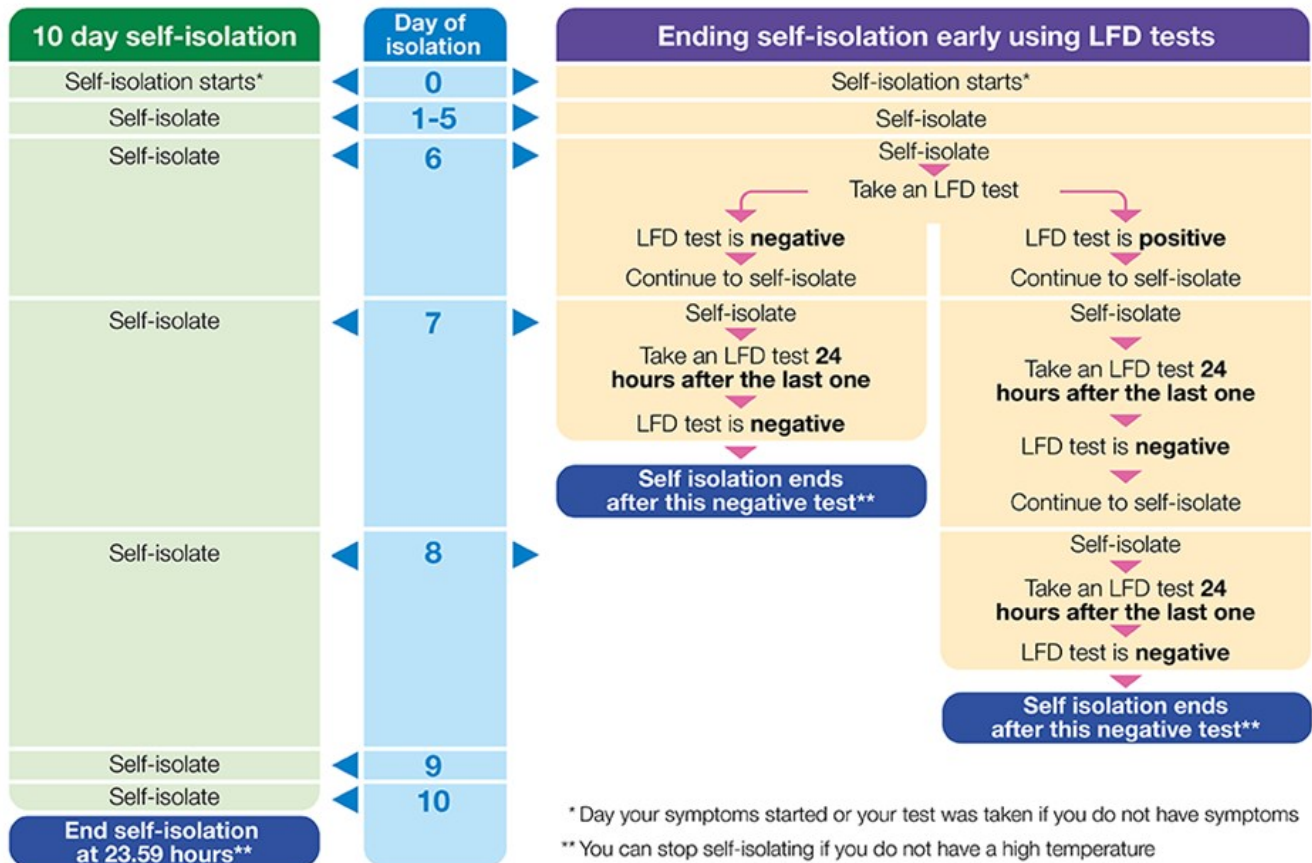 10 day self-isolation
Day of
isolation
Ending self-isolation early using LFD tests
Self-isolation starts*
0
Self-isolation starts*
Self-isolate
1-5
Self-isolate
Self-isolate
6
Self-isolate
Take an LFD test
LFD test is negative
Continue to self-isolate
LFD test is positive
Continue to self-isolate
Self-isolate
7
Self-isolate
Take an LFD test 24
hours after the last one
LFD test is negative
Self isolation ends
after this negative test**
Self-isolate
Take an LFD test 24
hours after the last one
LFD test is negative
Continue to self-isolate
Self-isolate
8
Self-isolate
Take an LFD test 24
hours after the last one
LFD test is negative
Self isolation ends
after this negative test**
Self-isolate
9
Self-isolate
10
End self-isolation
at 23.59 hours**
* Day your symptoms started or your test was taken if you do not have symptoms
** You can stop self-isolating if you do not have a high temperature